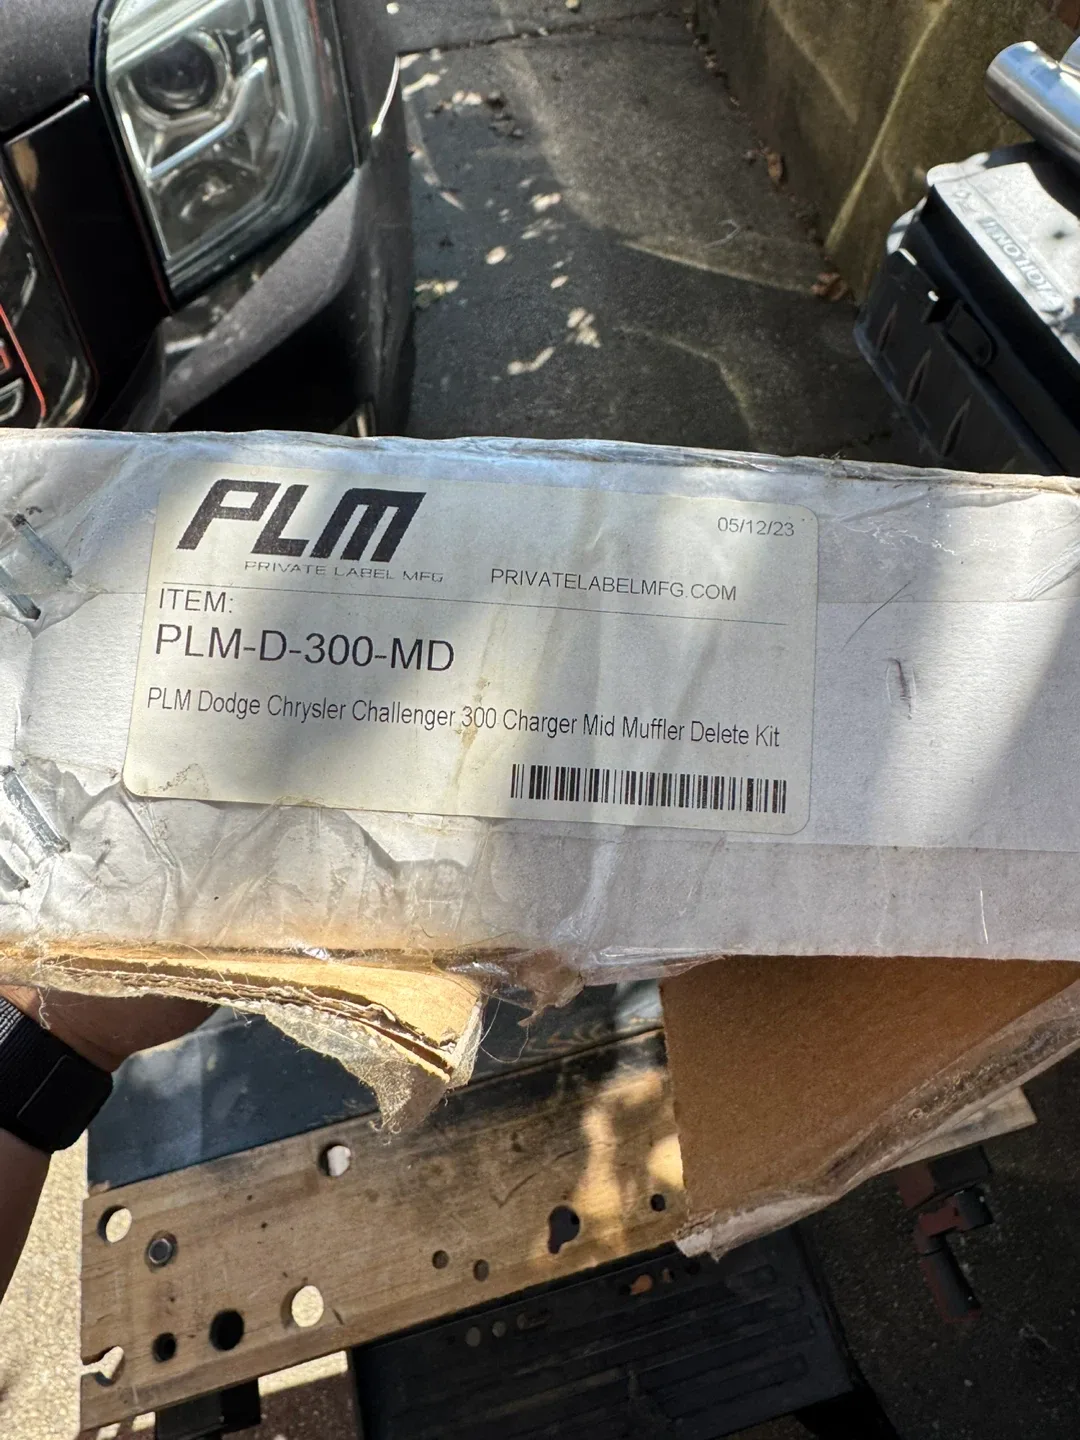 PLM
PRIVATE LABEL MFG
PRIVATELABELMFG.COM
05/12/23
ITEM:
PLM-D-300-MD
PLM Dodge Chrysler Challenger 300 Charger Mid Muffler Delete Kit